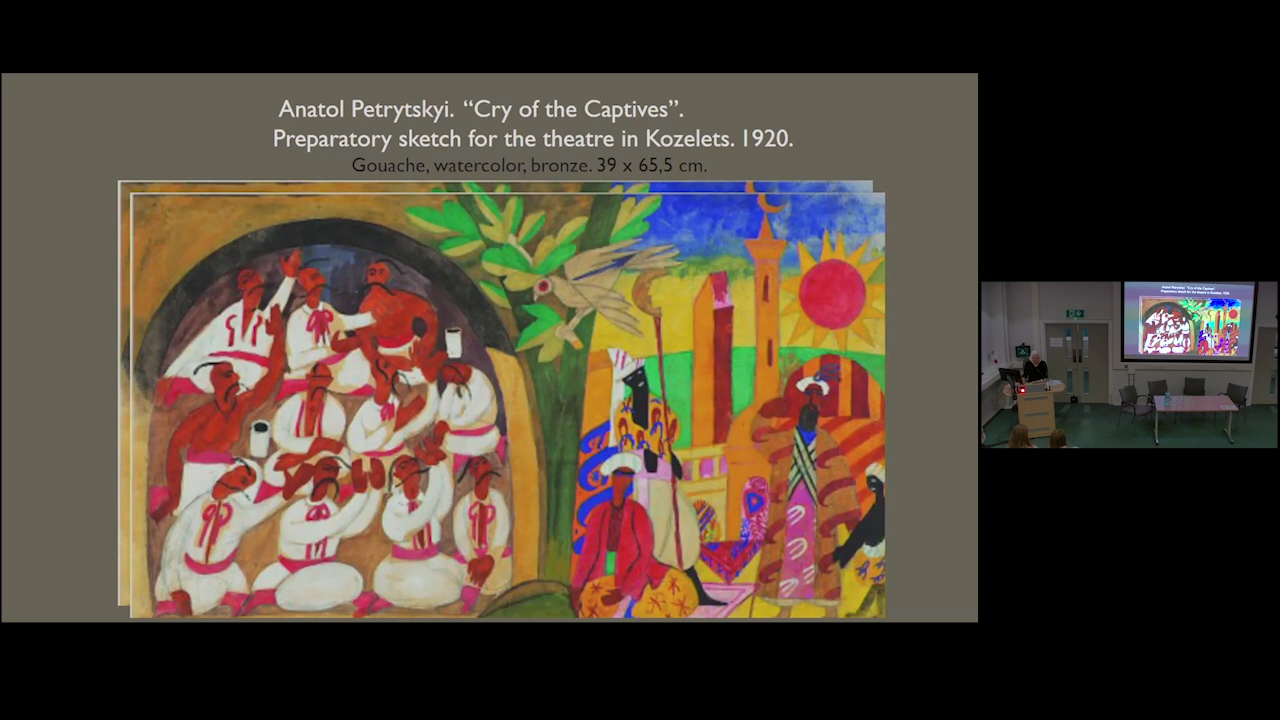 Anatol Petrytskyi. “Cry of the Captives”.
Preparatory sketch for the theatre in Kozelets. 1920.
Gouache, watercolor, bronze. 39 x 65,5 cm.